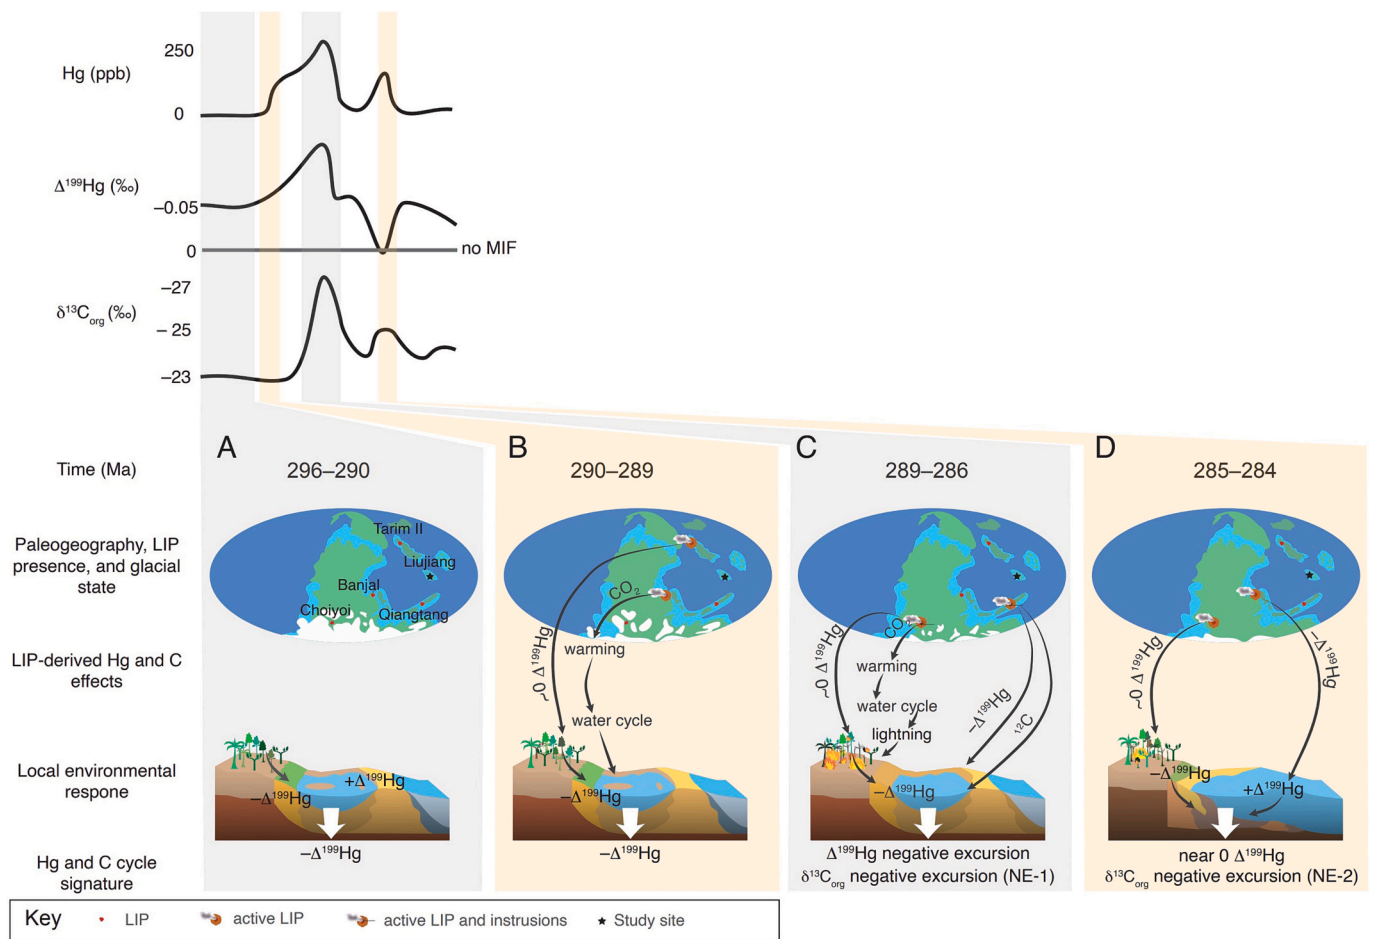 Hg (ppb)
250
0
Δ¹⁹⁹Hg (‰)
–0.05
0
no MIF
δ¹³C_org (‰)
–27
– 25
–23
A
B
C
D
Time (Ma)
296–290
290–289
289–286
285–284
Paleogeography, LIP
presence, and glacial
state
Tarim II
Liujiang
Banjal
Choiyoi
Qiangtang
CO₂
CO
LIP-derived Hg and C
effects
~0 Δ¹⁹⁹Hg
warming
water cycle
~0 Δ¹⁹⁹Hg
warming
water cycle
lightning
–Δ¹⁹⁹Hg
¹²C
~0 Δ¹⁹⁹Hg
–Δ¹⁹⁹Hg
Local environmental
respone
+Δ¹⁹⁹Hg
–Δ¹⁹⁹Hg
–Δ¹⁹⁹Hg
–Δ¹⁹⁹Hg
–Δ¹⁹⁹Hg
+Δ¹⁹⁹Hg
Hg and C cycle
signature
–Δ¹⁹⁹Hg
–Δ¹⁹⁹Hg
Δ¹⁹⁹Hg negative excursion
δ¹³C_org negative excursion (NE-1)
near 0 Δ¹⁹⁹Hg
δ¹³C_org negative excursion (NE-2)
Key
LIP
active LIP
active LIP and instrusions
Study site